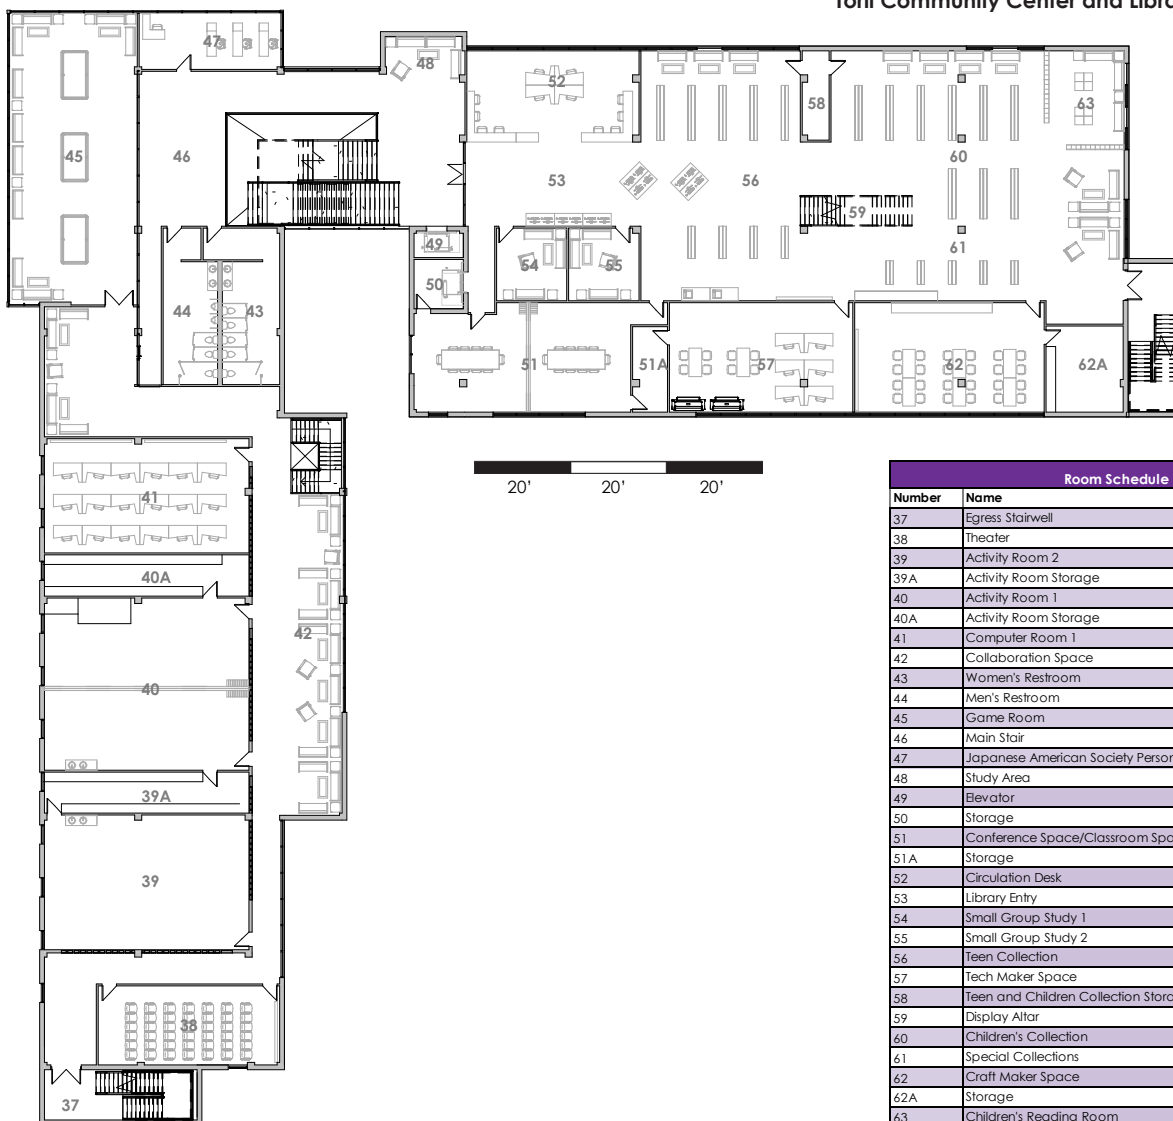 Torii Community Center and Libra
47
48
52
58
63
45
46
60
53
56
59
49
54
55
61
50
44
43
51
51A
57
62
62A
20' 20' 20'
41
40A
42
40
39A
39
38
37
Room Schedule
Number Name
37 Egress Stairwell
38 Theater
39 Activity Room 2
39A Activity Room Storage
40 Activity Room 1
40A Activity Room Storage
41 Computer Room 1
42 Collaboration Space
43 Women's Restroom
44 Men's Restroom
45 Game Room
46 Main Stair
47 Japanese American Society Person
48 Study Area
49 Elevator
50 Storage
51 Conference Space/Classroom Spa
51A Storage
52 Circulation Desk
53 Library Entry
54 Small Group Study 1
55 Small Group Study 2
56 Teen Collection
57 Tech Maker Space
58 Teen and Children Collection Stora
59 Display Altar
60 Children's Collection
61 Special Collections
62 Craft Maker Space
62A Storage
63 Children's Reading Room